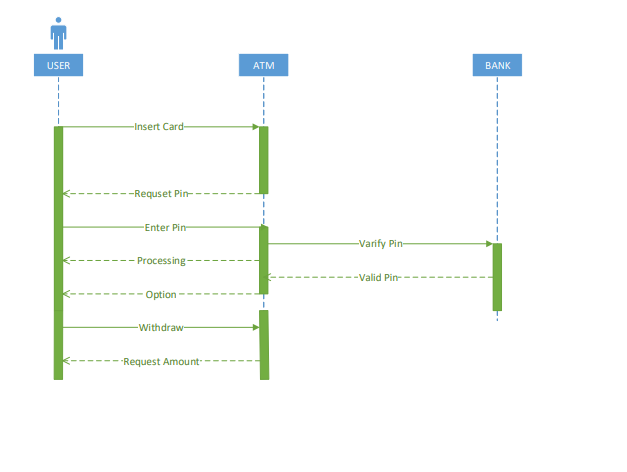 USER
ATM
BANK
Insert Card
Requset Pin
Enter Pin
Varify Pin
Processing
Valid Pin
Option
Withdraw
Request Amount